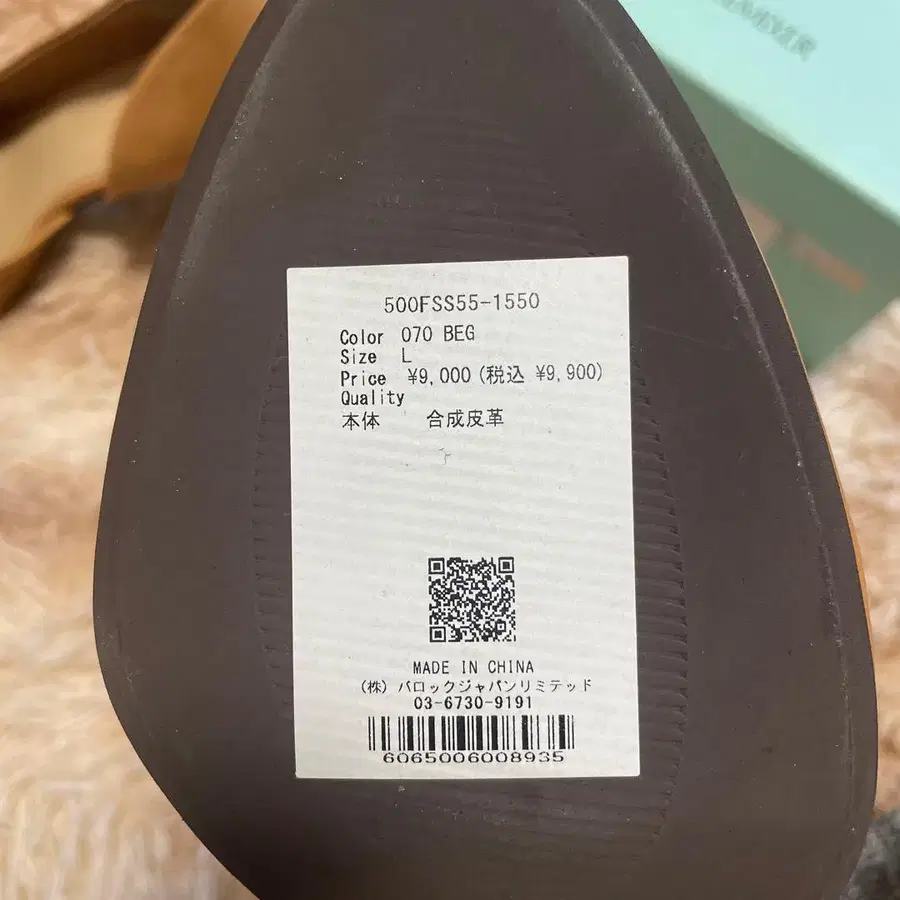 500FSS55-1550
Color 070 BEG
Size L
Price ¥9,000(税込 ¥9,900)
Quality
本体 合成皮革
MADE IN CHINA
(株) バロックジャパンリミテッド
03-6730-9191
6065006008935